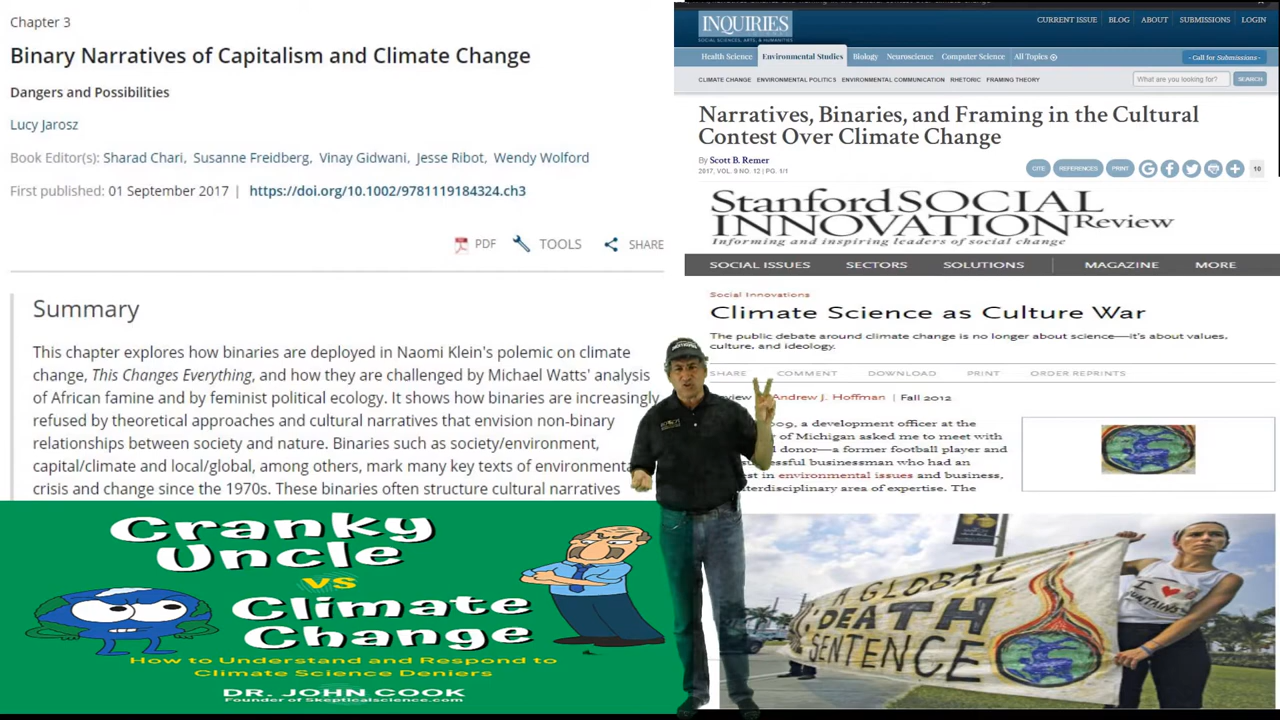 Chapter 3
Binary Narratives of Capitalism and Climate Change
Dangers and Possibilities
Lucy Jarosz
Book Editor(s): Sharad Chari, Susanne Freidberg, Vinay Gidwani, Jesse Ribot, Wendy Wolford
First published: 01 September 2017 | https://doi.org/10.1002/9781119184324.ch3
PDF TOOLS SHARE
Summary
This chapter explores how binaries are deployed in Naomi Klein's polemic on climate
change, This Changes Everything, and how they are challenged by Michael Watts' analysis
of African famine and by feminist political ecology. It shows how binaries are increasingly
refused by theoretical approaches and cultural narratives that envision non-binary
relationships between society and nature. Binaries such as society/environment,
capital/climate and local/global, among others, mark many key texts of environmenta
crisis and change since the 1970s. These binaries often structure cultural narratives
Cranky
Uncle
vs
Climate
Change
How to Understand and Respond to
Climate Science Deniers
DR. JOHN COOK
Founder of Skepticalscience.com
INQUIRIES
SOCIAL SCIENCES, ARTS, & HUMANITIES
CURRENT ISSUE BLOG ABOUT SUBMISSIONS LOGIN
Health Science Environmental Studies Biology Neuroscience Computer Science All Topics
- Call for Submissions -
CLIMATE CHANGE ENVIRONMENTAL POLITICS ENVIRONMENTAL COMMUNICATION RHETORIC FRAMING THEORY
What are you looking for? SEARCH
Narratives, Binaries, and Framing in the Cultural
Contest Over Climate Change
By Scott B. Remer
2017, VOL. 9 NO. 12 | PG. 1/1
CITE REFERENCES PRINT 10
Stanford SOCIAL
INNOVATION Review
Informing and inspiring leaders of social change
SOCIAL ISSUES SECTORS SOLUTIONS | MAGAZINE MORE
Social Innovations
Climate Science as Culture War
The public debate around climate change is no longer about science—it's about values,
culture, and ideology.
SHARE COMMENT DOWNLOAD PRINT ORDER REPRINTS
Andrew J. Hoffman | Fall 2012
a development officer at the
of Michigan asked me to meet with
donor—a former football player and
businessman who had an
in environmental issues and business,
area of expertise. The
A GLOBAL
DEATH
SENTENCE
I ♥